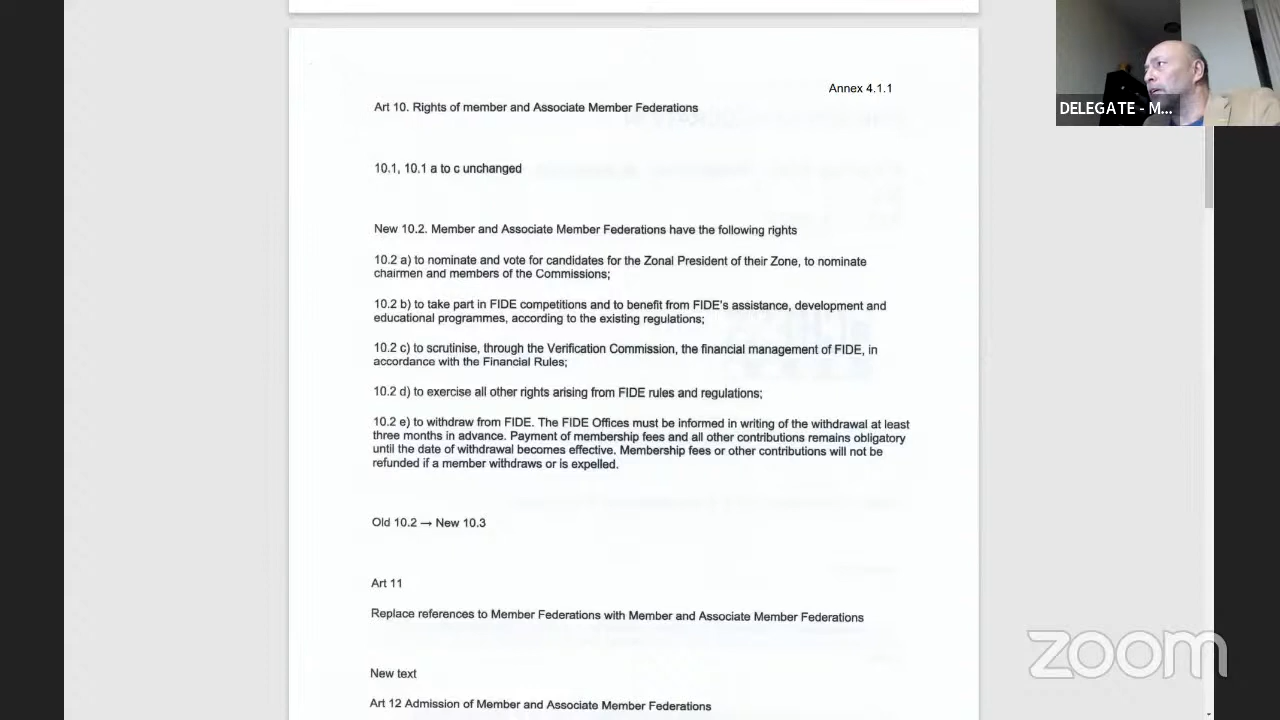 Annex 4.1.1
Art 10. Rights of member and Associate Member Federations
10.1, 10.1 a to c unchanged
New 10.2. Member and Associate Member Federations have the following rights
10.2 a) to nominate and vote for candidates for the Zonal President of their Zone, to nominate
chairmen and members of the Commissions;
10.2 b) to take part in FIDE competitions and to benefit from FIDE's assistance, development and
educational programmes, according to the existing regulations;
10.2 c) to scrutinise, through the Verification Commission, the financial management of FIDE, in
accordance with the Financial Rules;
10.2 d) to exercise all other rights arising from FIDE rules and regulations;
10.2 e) to withdraw from FIDE. The FIDE Offices must be informed in writing of the withdrawal at least
three months in advance. Payment of membership fees and all other contributions remains obligatory
until the date of withdrawal becomes effective. Membership fees or other contributions will not be
refunded if a member withdraws or is expelled.
Old 10.2 → New 10.3
Art 11
Replace references to Member Federations with Member and Associate Member Federations
New text
Art 12 Admission of Member and Associate Member Federations
DELEGATE - M...
zoom